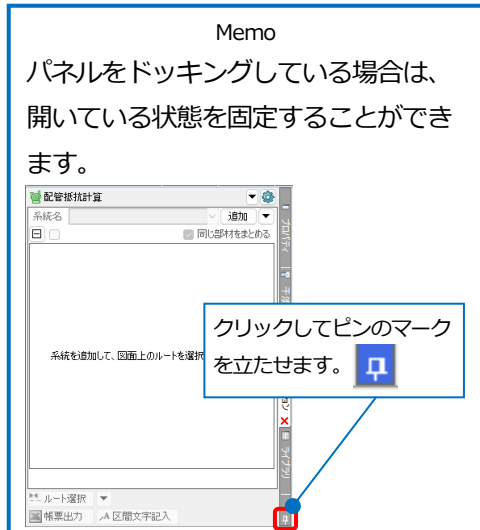 Memo
パネルをドッキングしている場合は、
開いている状態を固定することができ
ます。
配管抵抗計算
系統名
追加
同じ部材をまとめる
プロパティ
系統を追加して、図面上のルートを選択
クリックしてピンのマーク
を立たせます。
ライブラリ
ルート選択
帳票出力
区間文字記入